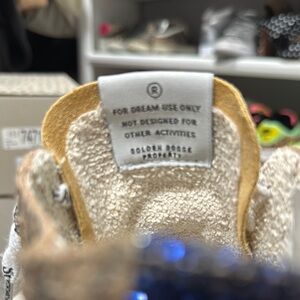 ®
FOR DREAM USE ONLY
NOT DESIGNED FOR
OTHER ACTIVITIES
GOLDEN GOOSE
PROPERTY